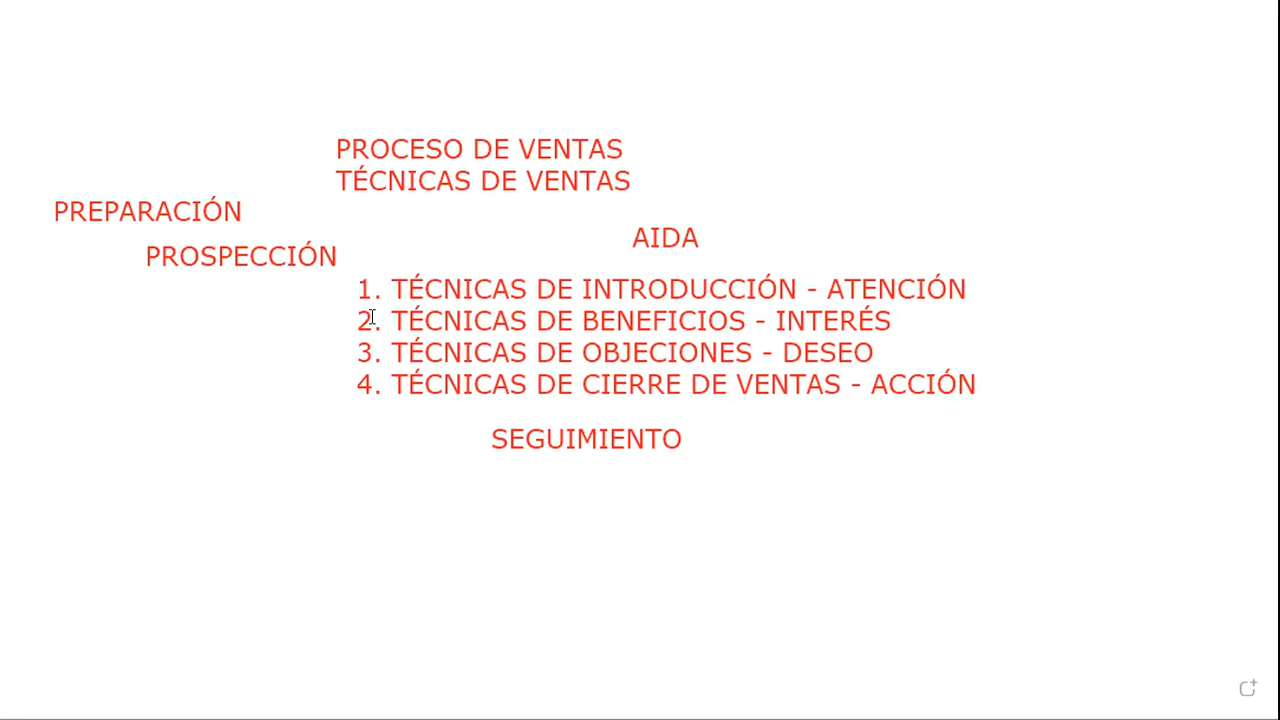 PROCESO DE VENTAS
TÉCNICAS DE VENTAS
PREPARACIÓN
AIDA
PROSPECCIÓN
1. TÉCNICAS DE INTRODUCCIÓN - ATENCIÓN
2. TÉCNICAS DE BENEFICIOS - INTERÉS
3. TÉCNICAS DE OBJECIONES - DESEO
4. TÉCNICAS DE CIERRE DE VENTAS - ACCIÓN
SEGUIMIENTO